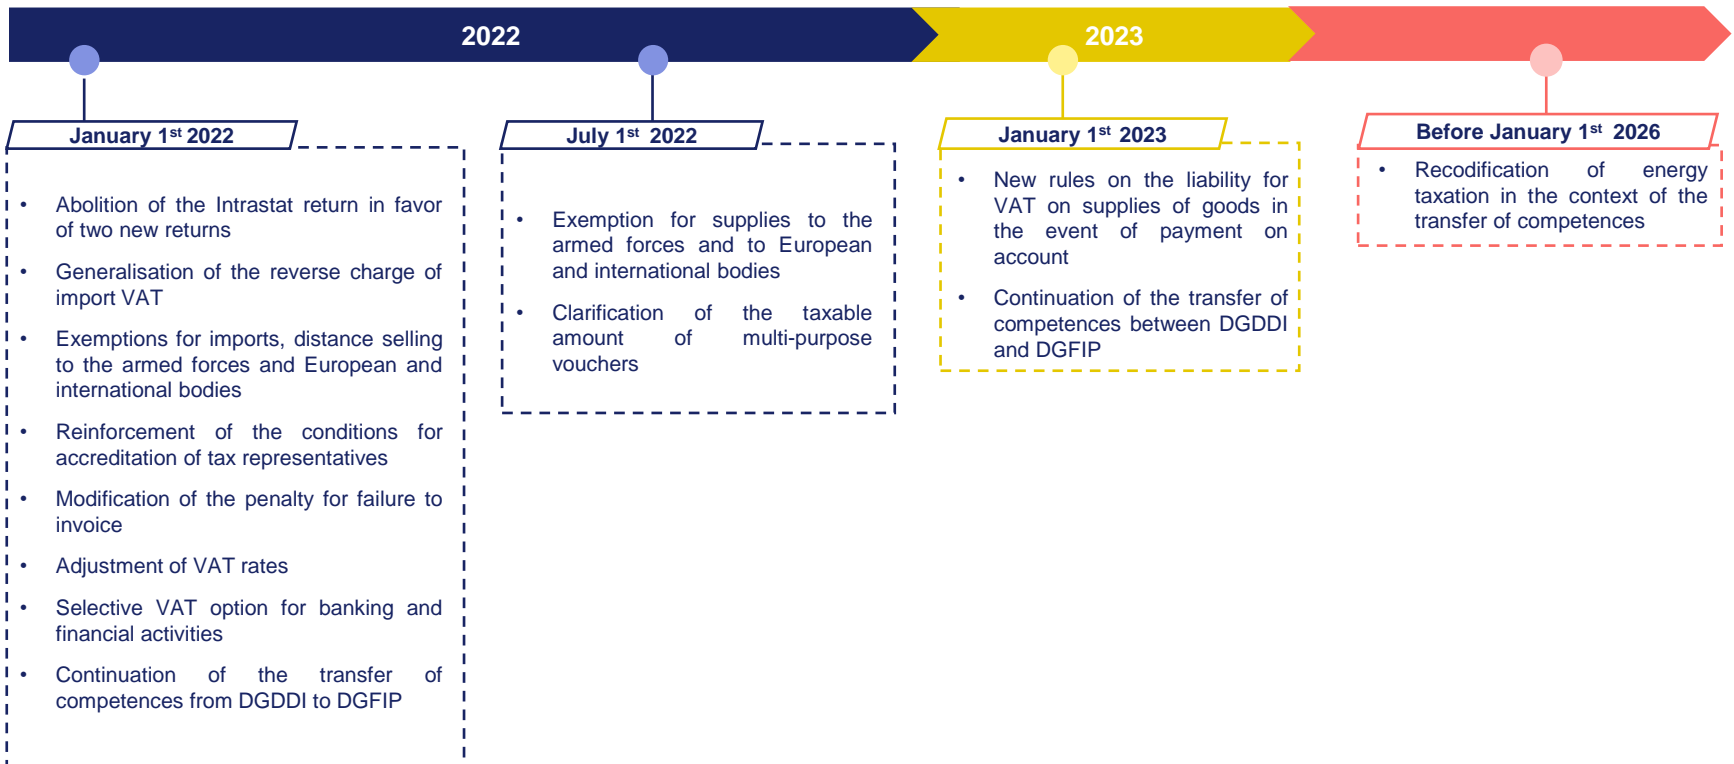 2022
2023
January 1st 2022
• Abolition of the Intrastat return in favor
of two new returns
• Generalisation of the reverse charge of
import VAT
• Exemptions for imports, distance selling
to the armed forces and European and
international bodies
• Reinforcement of the conditions for
accreditation of tax representatives
• Modification of the penalty for failure to
invoice
• Adjustment of VAT rates
• Selective VAT option for banking and
financial activities
• Continuation of the transfer of
competences from DGDDI to DGFIP
July 1st 2022
• Exemption for supplies to the
armed forces and to European
and international bodies
• Clarification of the taxable
amount of multi-purpose
vouchers
January 1st 2023
• New rules on the liability for
VAT on supplies of goods in
the event of payment on
account
• Continuation of the transfer of
competences between DGDDI
and DGFIP
Before January 1st 2026
• Recodification of energy
taxation in the context of the
transfer of competences